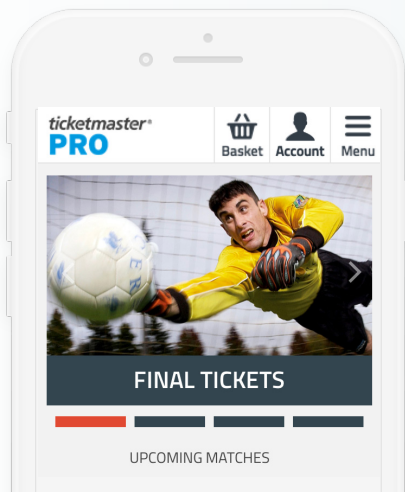 ticketmaster®
PRO
Basket
Account
Menu
FINAL TICKETS
UPCOMING MATCHES